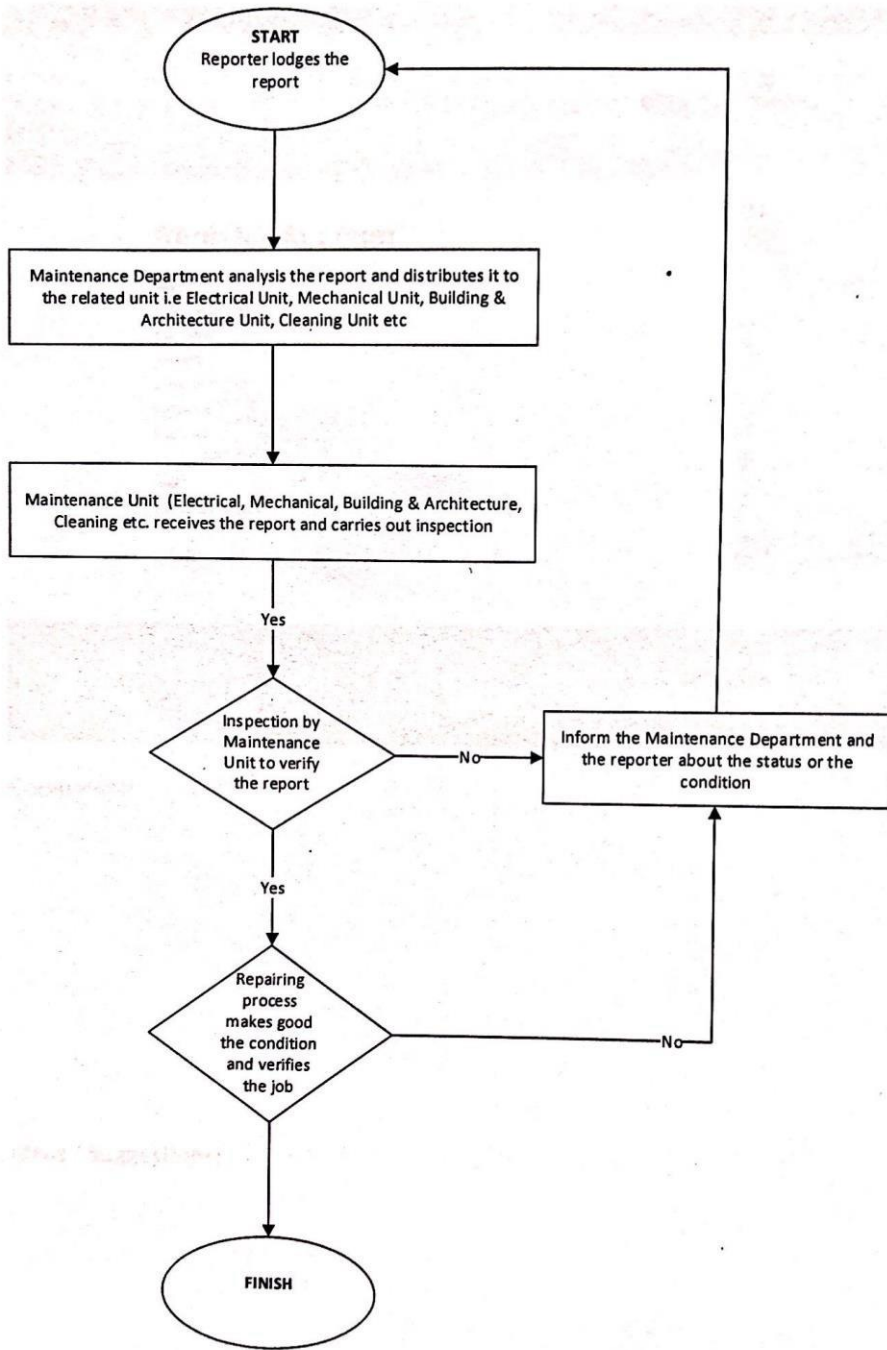 START
Reporter lodges the
report
Maintenance Department analysis the report and distributes it to
the related unit i.e Electrical Unit, Mechanical Unit, Building &
Architecture Unit, Cleaning Unit etc
Maintenance Unit (Electrical, Mechanical, Building & Architecture,
Cleaning etc. receives the report and carries out inspection
Yes
Inspection by
Maintenance
Unit to verify
the report
No
Inform the Maintenance Department and
the reporter about the status or the
condition
Yes
Repairing
process
makes good
the condition
and verifies
the job
No
FINISH